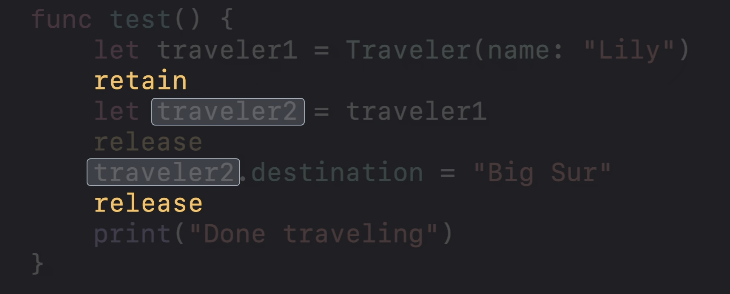 func test() {
    let traveler1 = Traveler(name: "Lily")
    retain
    let traveler2 = traveler1
    release
    traveler2.destination = "Big Sur"
    release
    print("Done traveling")
}